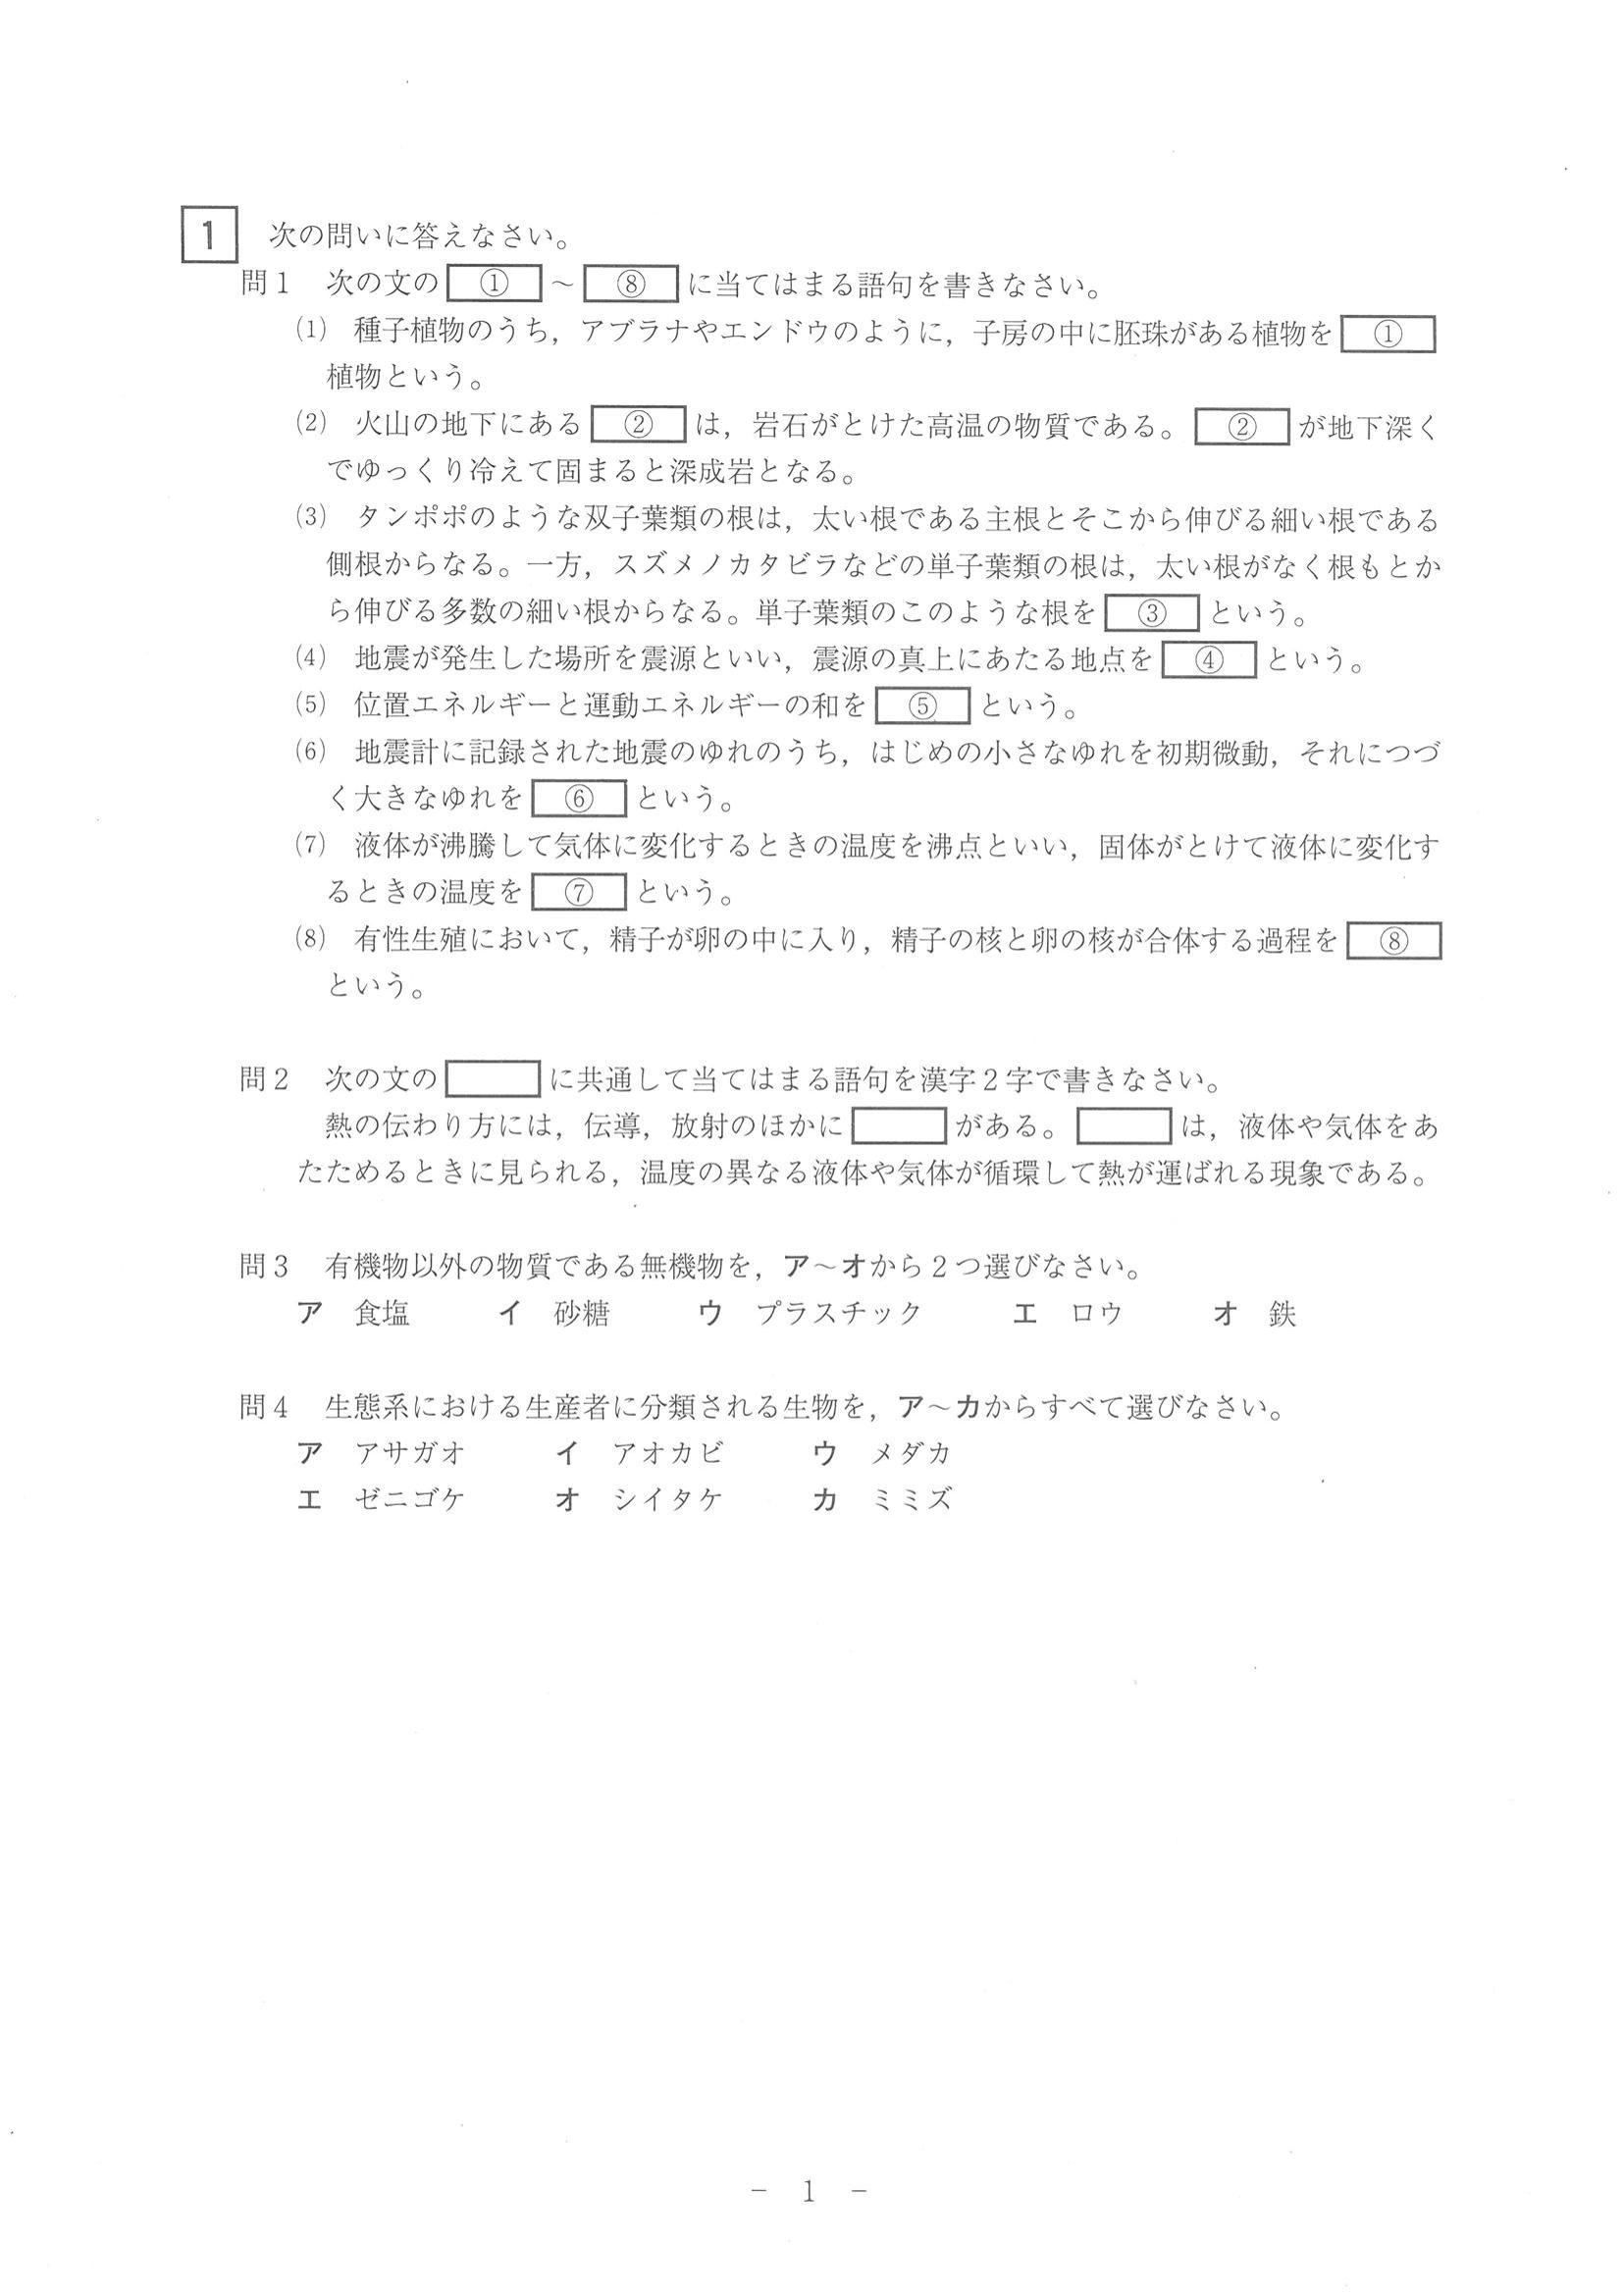 1 次の問いに答えなさい。
問1 次の文の ① ～ ⑧ に当てはまる語句を書きなさい。
(1) 種子植物のうち，アブラナやエンドウのように，子房の中に胚珠がある植物を ①
植物という。
(2) 火山の地下にある ② は，岩石がとけた高温の物質である。 ② が地下深く
でゆっくり冷えて固まると深成岩となる。
(3) タンポポのような双子葉類の根は，太い根である主根とそこから伸びる細い根である
側根からなる。一方，スズメノカタビラなどの単子葉類の根は，太い根がなく根もとか
ら伸びる多数の細い根からなる。単子葉類のこのような根を ③ という。
(4) 地震が発生した場所を震源といい，震源の真上にあたる地点を ④ という。
(5) 位置エネルギーと運動エネルギーの和を ⑤ という。
(6) 地震計に記録された地震のゆれのうち，はじめの小さなゆれを初期微動，それにつづ
く大きなゆれを ⑥ という。
(7) 液体が沸騰して気体に変化するときの温度を沸点といい，固体がとけて液体に変化す
るときの温度を ⑦ という。
(8) 有性生殖において，精子が卵の中に入り，精子の核と卵の核が合体する過程を ⑧
という。
問2 次の文の に共通して当てはまる語句を漢字2字で書きなさい。
熱の伝わり方には，伝導，放射のほかに がある。 は，液体や気体をあ
たためるときに見られる，温度の異なる液体や気体が循環して熱が運ばれる現象である。
問3 有機物以外の物質である無機物を，ア～オから2つ選びなさい。
ア 食塩 イ 砂糖 ウ プラスチック エ ロウ オ 鉄
問4 生態系における生産者に分類される生物を，ア～カからすべて選びなさい。
ア アサガオ イ アオカビ ウ メダカ
エ ゼニゴケ オ シイタケ カ ミミズ
－ 1 －